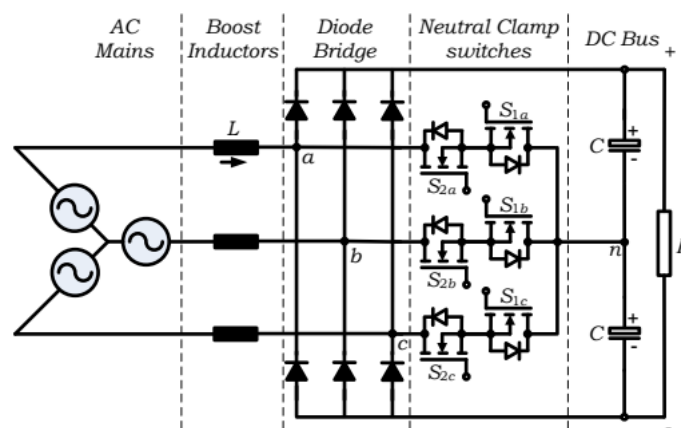 AC Mains
Boost Inductors
Diode Bridge
Neutral Clamp switches
DC Bus
+
L
a
S1a
S2a
C
+
-
b
S1b
S2b
n
c
S1c
S2c
C
+
-